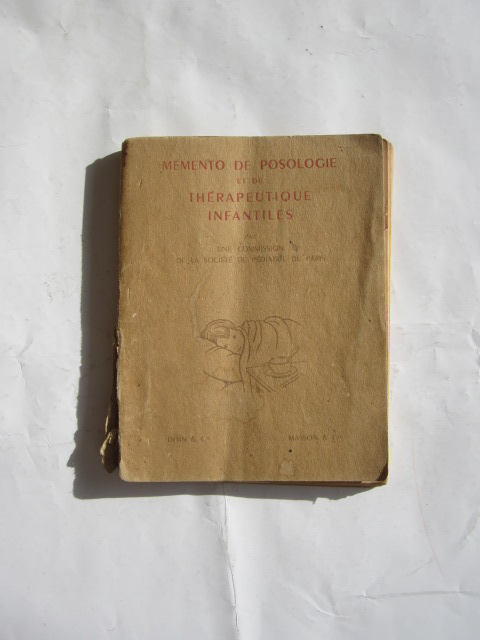 MÉMENTO DE POSOLOGIE
ET DE
THÉRAPEUTIQUE
INFANTILES
PAR
UNE COMMISSION
DE LA SOCIÉTÉ DE PÉDIATRIE DE PARIS
DOIN & Cie
MASSON & Cie